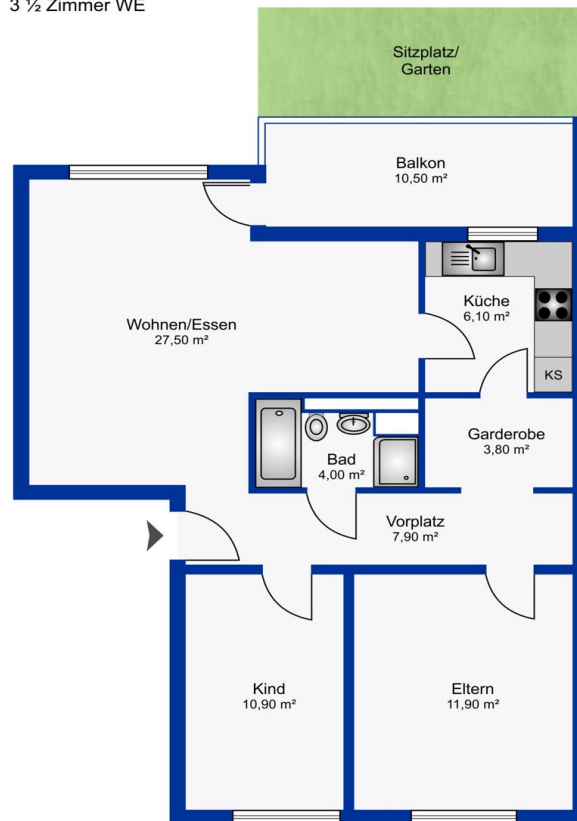 3 ½ Zimmer WE
Sitzplatz/
Garten
Balkon
10,50 m²
Küche
6,10 m²
Wohnen/Essen
27,50 m²
KS
Garderobe
3,80 m²
Bad
4,00 m²
Vorplatz
7,90 m²
Kind
10,90 m²
Eltern
11,90 m²